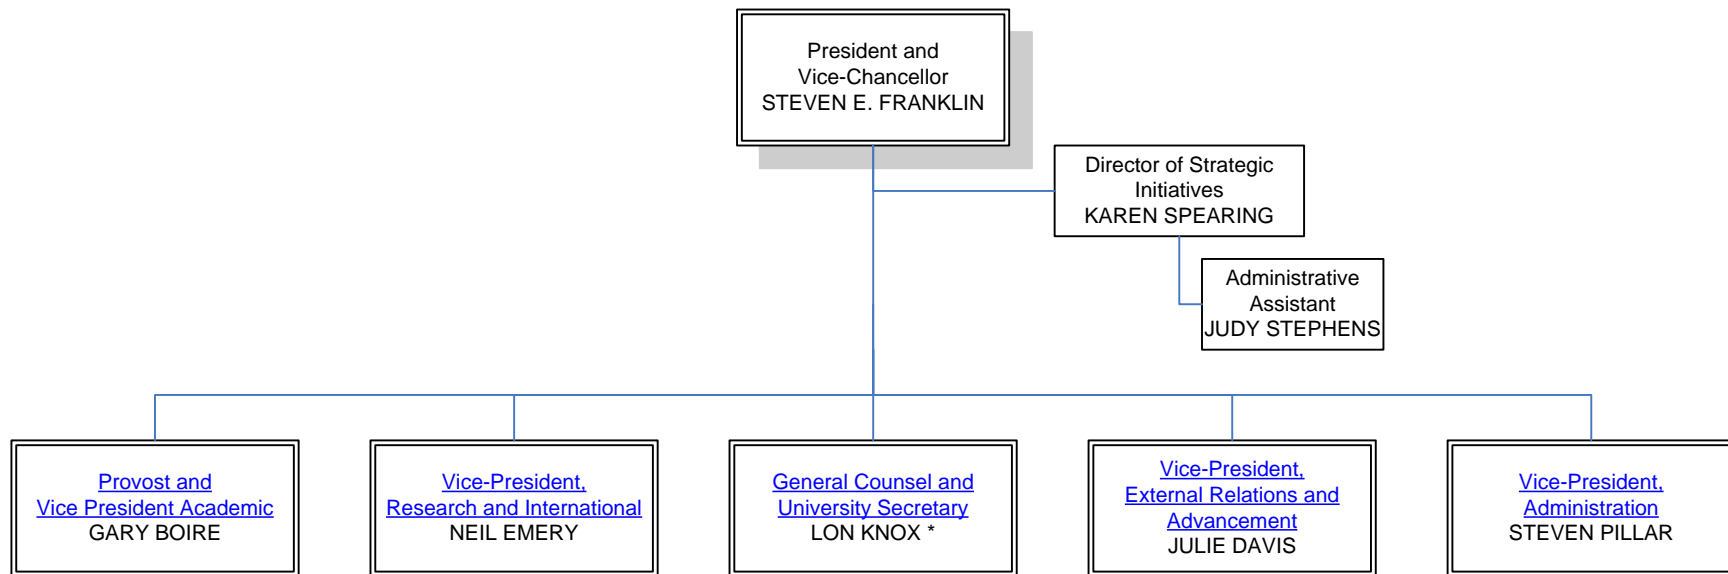 President and
Vice-Chancellor
STEVEN E. FRANKLIN
Director of Strategic
Initiatives
KAREN SPEARING
Administrative
Assistant
JUDY STEPHENS
Provost and
Vice President Academic
GARY BOIRE
Vice-President,
Research and International
NEIL EMERY
General Counsel and
University Secretary
LON KNOX *
Vice-President,
External Relations and
Advancement
JULIE DAVIS
Vice-President,
Administration
STEVEN PILLAR